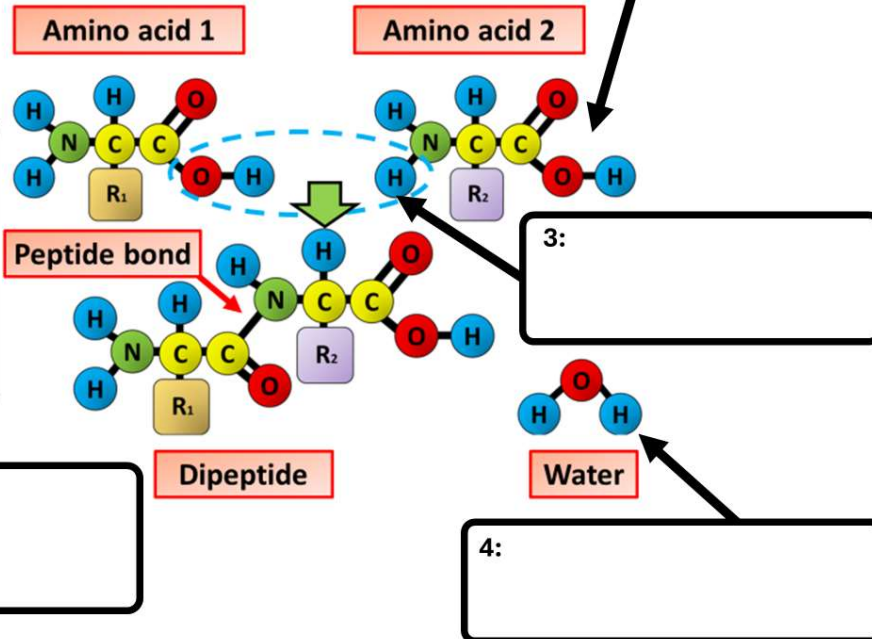 Amino acid 1
Amino acid 2
H H O H H O
N C C N C C
H R₁ O H H R₂ O H
3:
Peptide bond
H H O
N C C
H H R₂ O H
N C C
H R₁ O
O
H H
Dipeptide
Water
4: